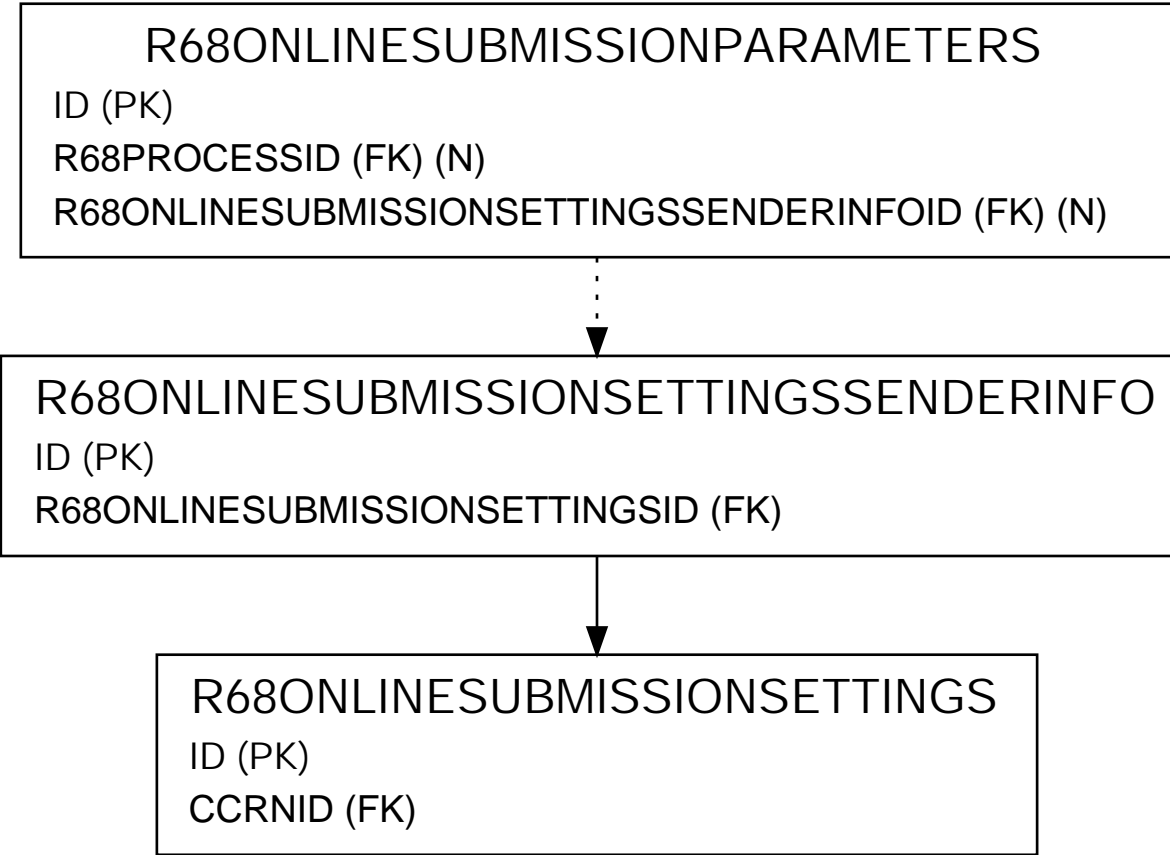 R68ONLINESUBMISSIONPARAMETERS
ID (PK)
R68PROCESSID (FK) (N)
R68ONLINESUBMISSIONSETTINGSSENDERINFOID (FK) (N)
R68ONLINESUBMISSIONSETTINGSSENDERINFO
ID (PK)
R68ONLINESUBMISSIONSETTINGSID (FK)
R68ONLINESUBMISSIONSETTINGS
ID (PK)
CCRNID (FK)